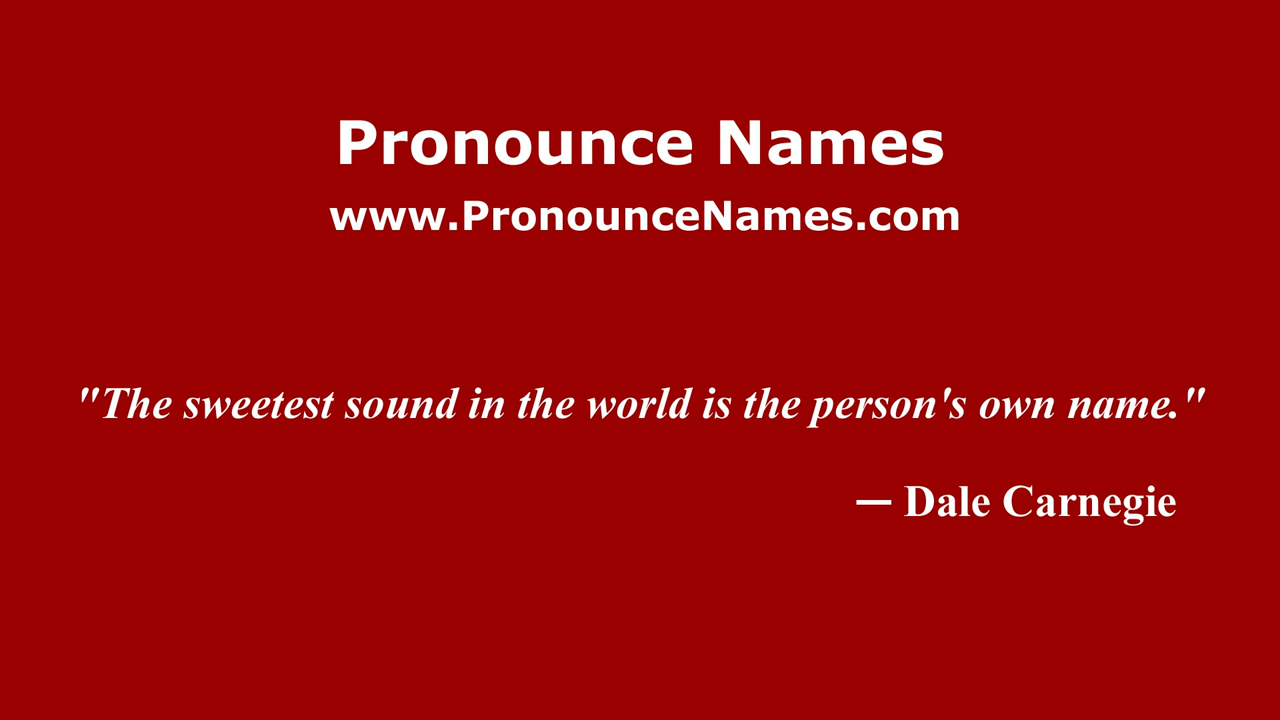 Pronounce Names
www.PronounceNames.com
"The sweetest sound in the world is the person's own name."
— Dale Carnegie